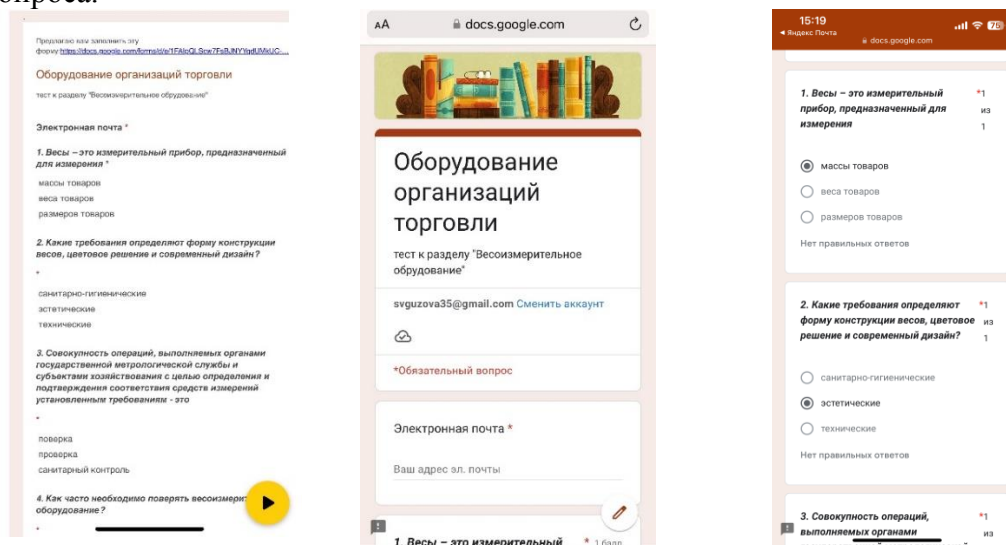 опроса.
Предлагаю вам заполнить эту
форму:
Оборудование организаций торговли
тест к разделу "Весоизмерительное обрудование"
Электронная почта *
1. Весы – это измерительный прибор, предназначенный
для измерения *
массы товаров
веса товаров
размеров товаров
2. Какие требования определяют форму конструкции
весов, цветовое решение и современный дизайн?
*
санитарно-гигиенические
эстетические
технические
3. Совокупность операций, выполняемых органами
государственной метрологической службы и
субъектами хозяйствования с целью определения и
подтверждения соответствия средств измерений
установленным требованиям - это
*
поверка
проверка
санитарный контроль
4. Как часто необходимо поверять
оборудование?
*
AA docs.google.com
Оборудование
организаций
торговли
тест к разделу "Весоизмерительное
обрудование"
svguzova35@gmail.com Сменить аккаунт
*Обязательный вопрос
Электронная почта *
Ваш адрес эл. почты
1. Весы – это измерительный * 1 балл
15:19
Яндекс Почта
docs.google.com
1. Весы – это измерительный *1
прибор, предназначенный для из
измерения 1
массы товаров
веса товаров
размеров товаров
Нет правильных ответов
2. Какие требования определяют *1
форму конструкции весов, цветовое из
решение и современный дизайн? 1
санитарно-гигиенические
эстетические
технические
Нет правильных ответов
3. Совокупность операций, *1
выполняемых органами из